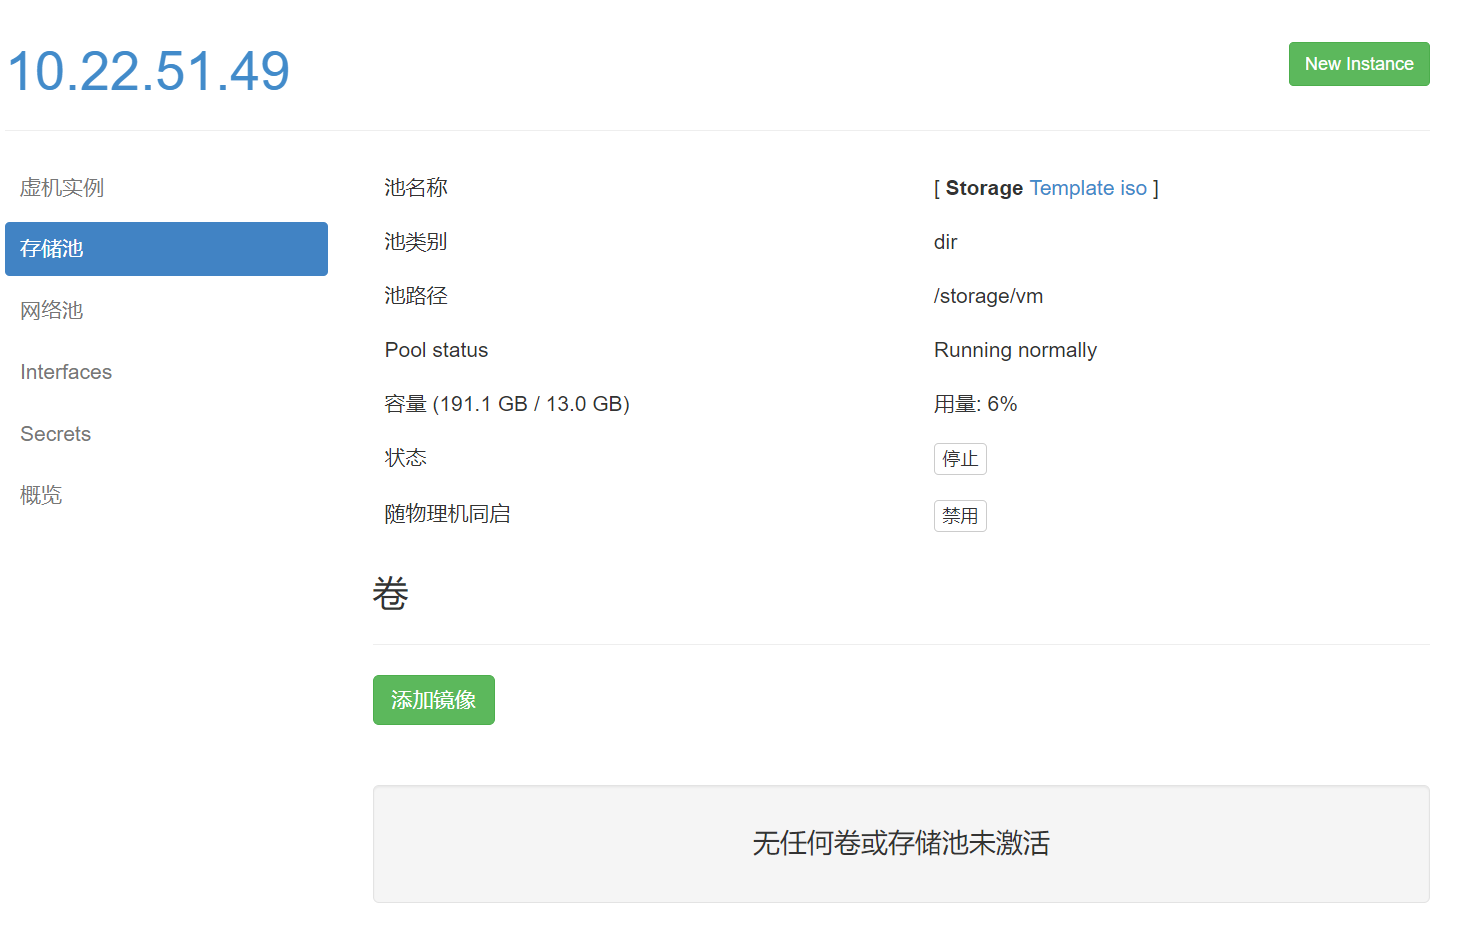 10.22.51.49
New Instance
虚机实例
存储池
网络池
Interfaces
Secrets
概览
池名称 [ Storage Template iso ]
池类别 dir
池路径 /storage/vm
Pool status Running normally
容量 (191.1 GB / 13.0 GB) 用量: 6%
状态 停止
随物理机同启 禁用
卷
添加镜像
无任何卷或存储池未激活